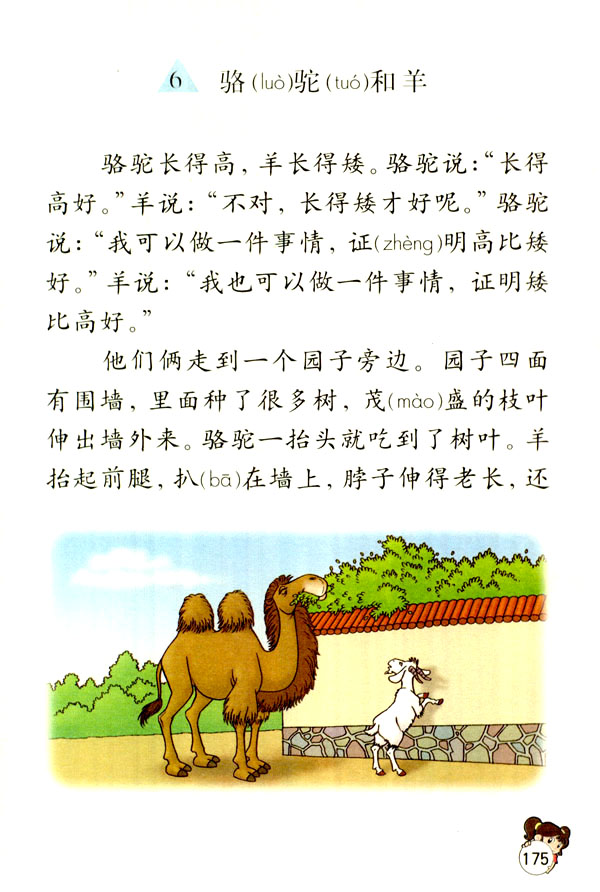 6 骆(luò)驼(tuó)和羊
骆驼长得高，羊长得矮。骆驼说：“长得
高好。”羊说：“不对，长得矮才好呢。”骆驼
说：“我可以做一件事情，证(zhèng)明高比矮
好。”羊说：“我也可以做一件事情，证明矮
比高好。”
他们俩走到一个园子旁边。园子四面
有围墙，里面种了很多树，茂(mào)盛的枝叶
伸出墙外来。骆驼一抬头就吃到了树叶。羊
抬起前腿，扒(bā)在墙上，脖子伸得老长，还
175